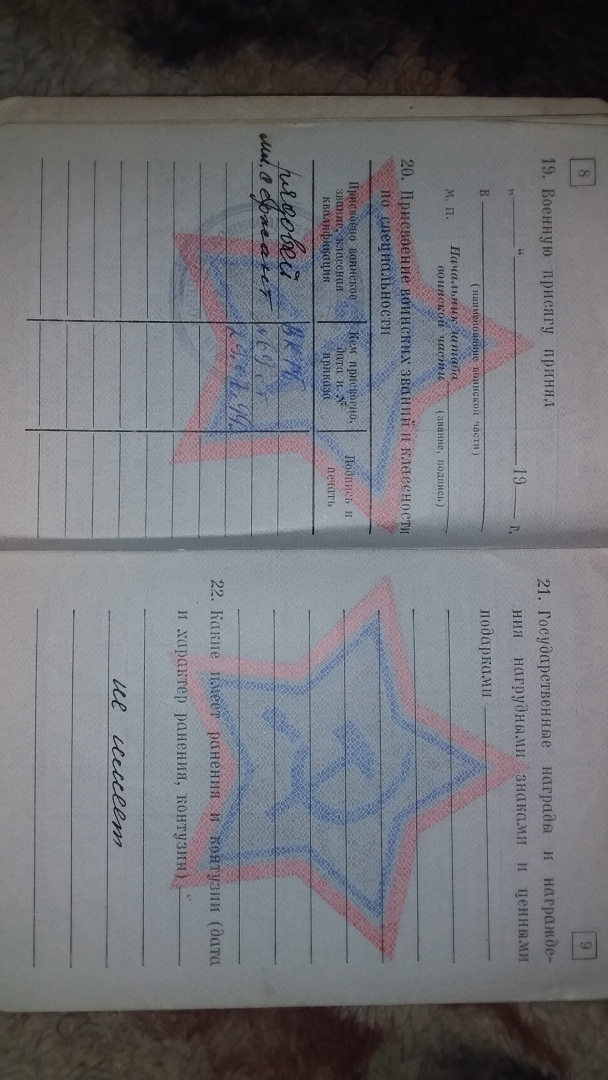 8
19. Военную присягу принял
„ “ 19 г.
В
(наименование воинской части)
Начальник штаба
воинской части
(звание, подпись)
М. П.
20. Присвоение воинских званий и классности
по специальности
Присвоено воинское
звание, классная
квалификация
Кем присвоено,
дата и №
приказа
Подпись и
печать
рядовой
мл. сержант
9
21. Государственные награды и награжде-
ния нагрудными знаками и ценными
подарками
22. Какие имеет ранения и контузии (дата
и характер ранения, контузии)
не имеет